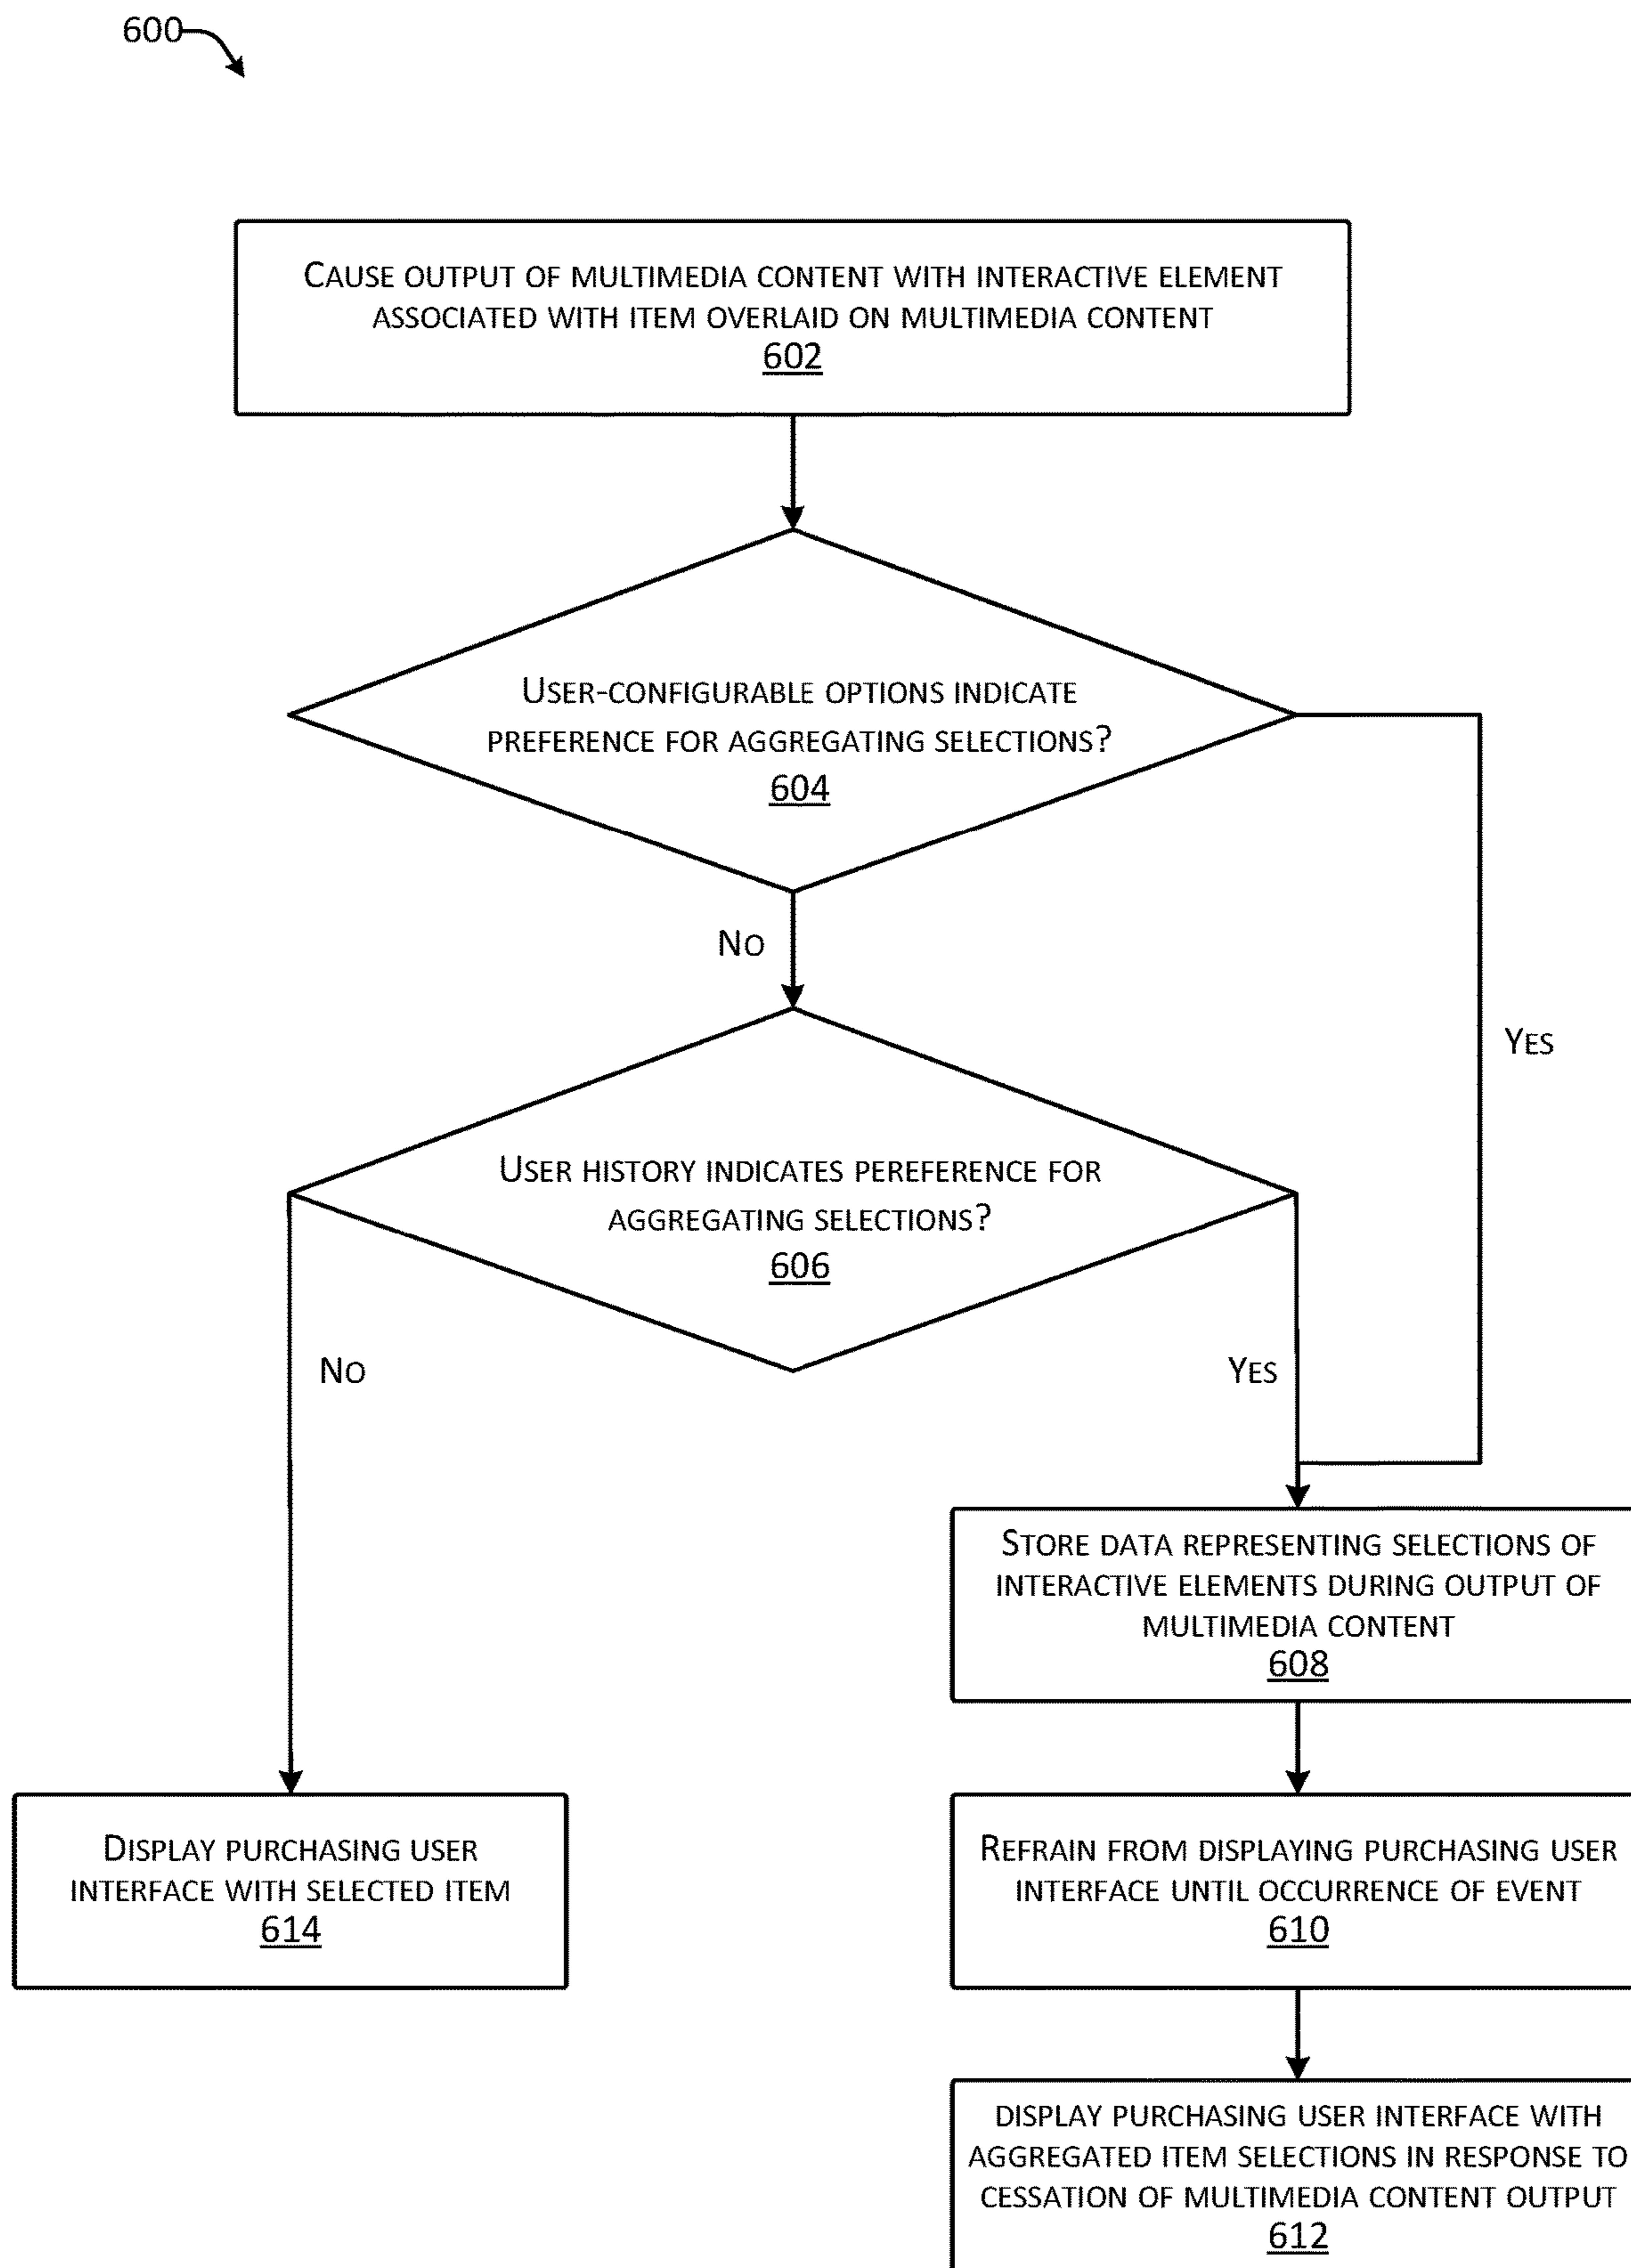 600
Cause output of multimedia content with interactive element
associated with item overlaid on multimedia content
602
User-configurable options indicate
preference for aggregating selections?
604
No
Yes
User history indicates pereference for
aggregating selections?
606
No
Yes
Store data representing selections of
interactive elements during output of
multimedia content
608
Display purchasing user
interface with selected item
614
Refrain from displaying purchasing user
interface until occurrence of event
610
display purchasing user interface with
aggregated item selections in response to
cessation of multimedia content output
612